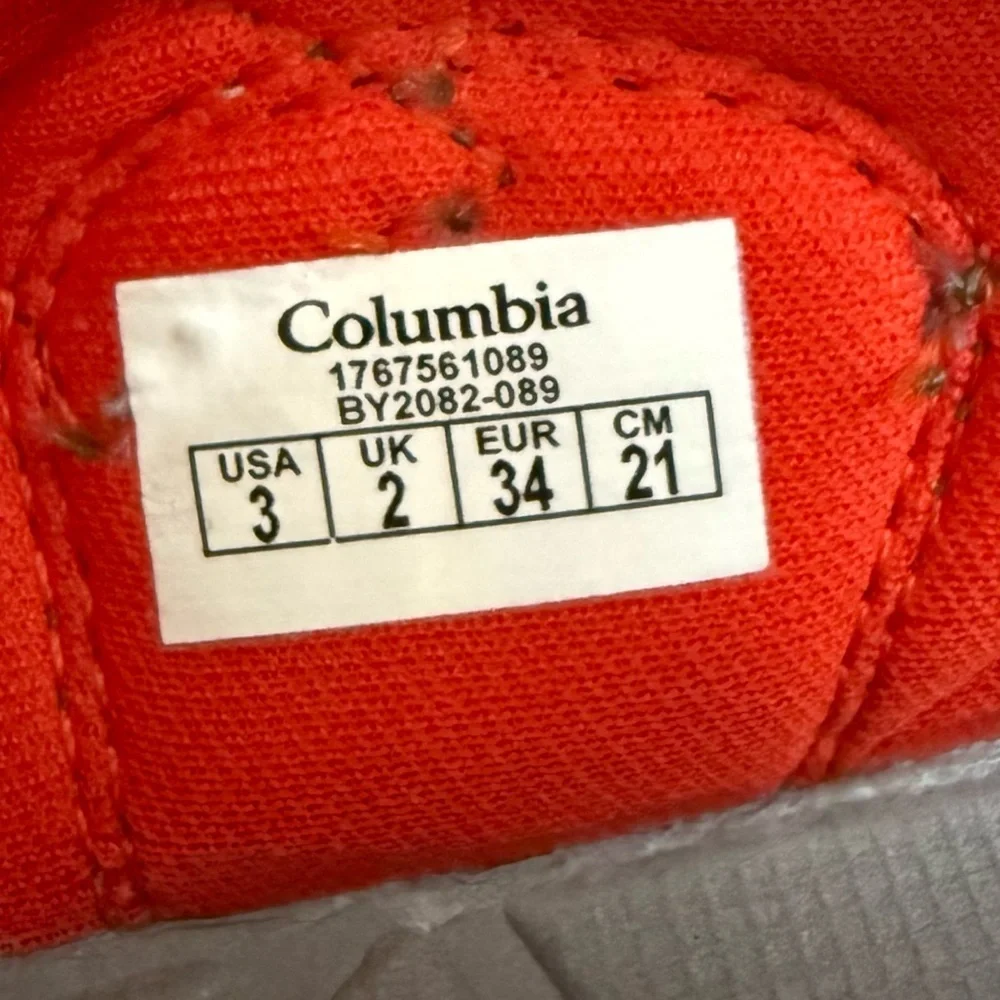 Columbia
1767561089
BY2082-089
USA UK EUR CM
3 2 34 21